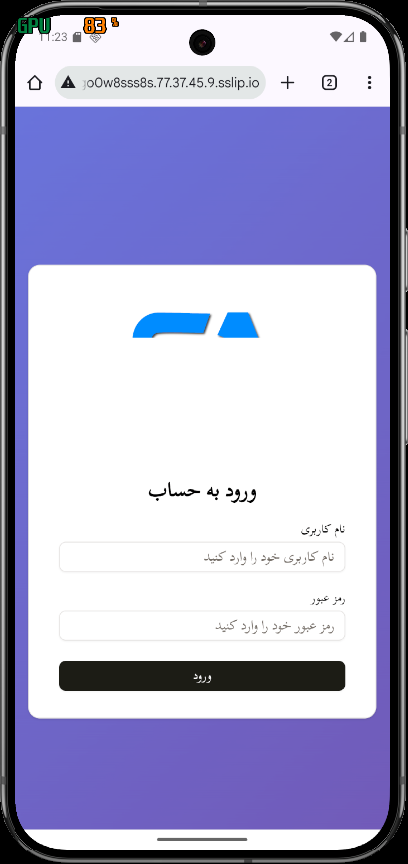 GPU 83 %
11:23
go0w8sss8s.77.37.45.9.sslip.io
2
ورود به حساب
نام کاربری
نام کاربری خود را وارد کنید
رمز عبور
رمز عبور خود را وارد کنید
ورود